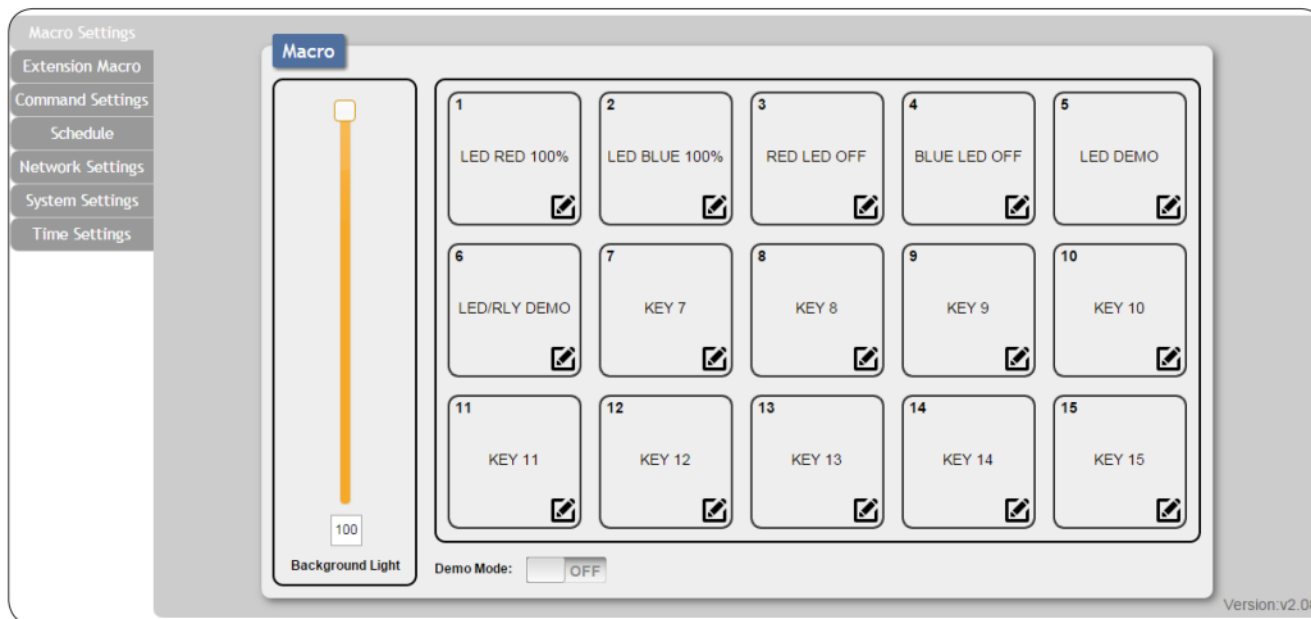 Macro Settings
Extension Macro
Command Settings
Schedule
Network Settings
System Settings
Time Settings
Macro
1
LED RED 100%
2
LED BLUE 100%
3
RED LED OFF
4
BLUE LED OFF
5
LED DEMO
6
LED/RLY DEMO
7
KEY 7
8
KEY 8
9
KEY 9
10
KEY 10
11
KEY 11
12
KEY 12
13
KEY 13
14
KEY 14
15
KEY 15
100
Background Light
Demo Mode: OFF
Version:v2.08